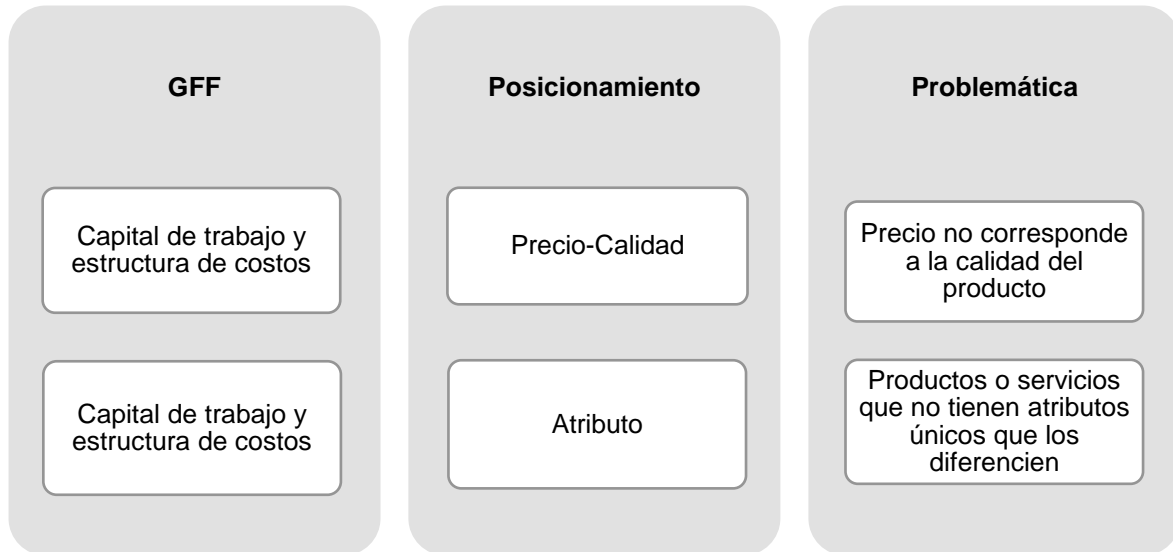 GFF
Capital de trabajo y
estructura de costos
Capital de trabajo y
estructura de costos
Posicionamiento
Precio-Calidad
Atributo
Problemática
Precio no corresponde
a la calidad del
producto
Productos o servicios
que no tienen atributos
únicos que los
diferencien